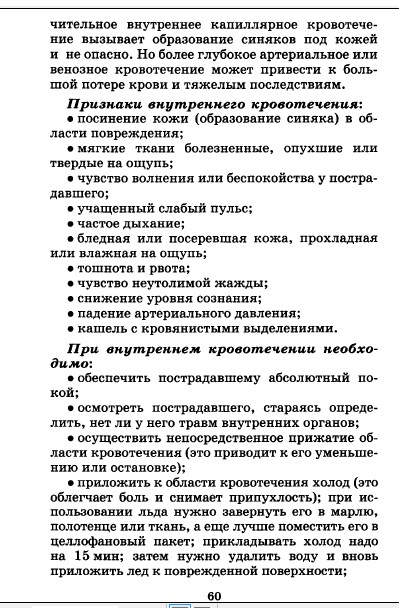 чительное внутреннее капиллярное кровотече-
ние вызывает образование синяков под кожей
и не опасно. Но более глубокое артериальное или
венозное кровотечение может привести к боль-
шой потере крови и тяжелым последствиям.
Признаки внутреннего кровотечения:
• посинение кожи (образование синяка) в об-
ласти повреждения;
• мягкие ткани болезненные, опухшие или
твердые на ощупь;
• чувство волнения или беспокойства у постра-
давшего;
• учащенный слабый пульс;
• частое дыхание;
• бледная или посеревшая кожа, прохладная
или влажная на ощупь;
• тошнота и рвота;
• чувство неутолимой жажды;
• снижение уровня сознания;
• падение артериального давления;
• кашель с кровянистыми выделениями.
При внутреннем кровотечении необхо-
димо:
• обеспечить пострадавшему абсолютный по-
кой;
• осмотреть пострадавшего, стараясь опреде-
лить, нет ли у него травм внутренних органов;
• осуществить непосредственное прижатие об-
ласти кровотечения (это приводит к его уменьше-
нию или остановке);
• приложить к области кровотечения холод (это
облегчает боль и снимает припухлость); при ис-
пользовании льда нужно завернуть его в марлю,
полотенце или ткань, а еще лучше поместить его в
целлофановый пакет; прикладывать холод надо
на 15 мин; затем нужно удалить воду и вновь
приложить лед к поврежденной поверхности;
60